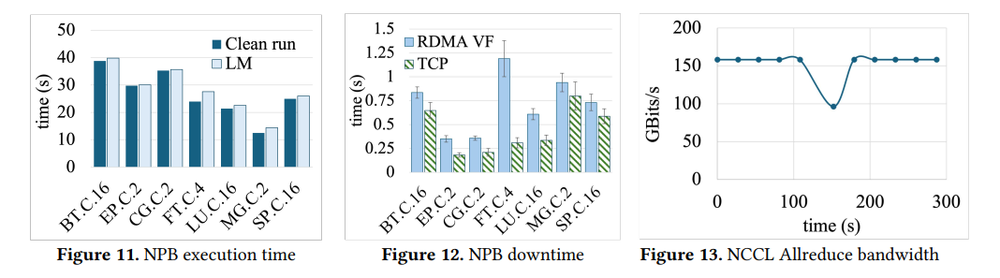 50
40
30
20
10
0
time (s)
Clean run
LM
BT.C.16
EP.C.2
CG.C.2
FT.C.4
LU.C.16
MG.C.2
SP.C.16
Figure 11. NPB execution time
1.5
1.25
1
0.75
0.5
0.25
0
time (s)
RDMA VF
TCP
BT.C.16
EP.C.2
CG.C.2
FT.C.4
LU.C.16
MG.C.2
SP.C.16
Figure 12. NPB downtime
200
150
100
50
0
GBits/s
0 100 200 300
time (s)
Figure 13. NCCL Allreduce bandwidth